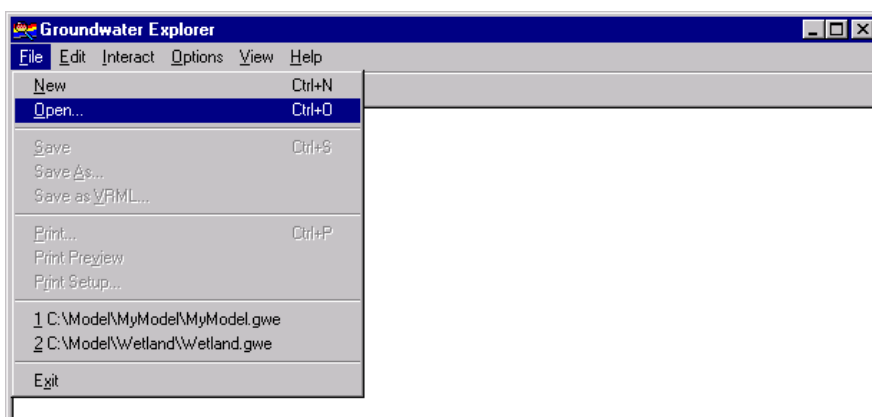 Groundwater Explorer
File Edit Interact Options View Help
New Ctrl+N
Open... Ctrl+O
Save Ctrl+S
Save As...
Save as VRML...
Print... Ctrl+P
Print Preview
Print Setup...
1 C:\Model\MyModel\MyModel.gwe
2 C:\Model\Wetland\Wetland.gwe
Exit